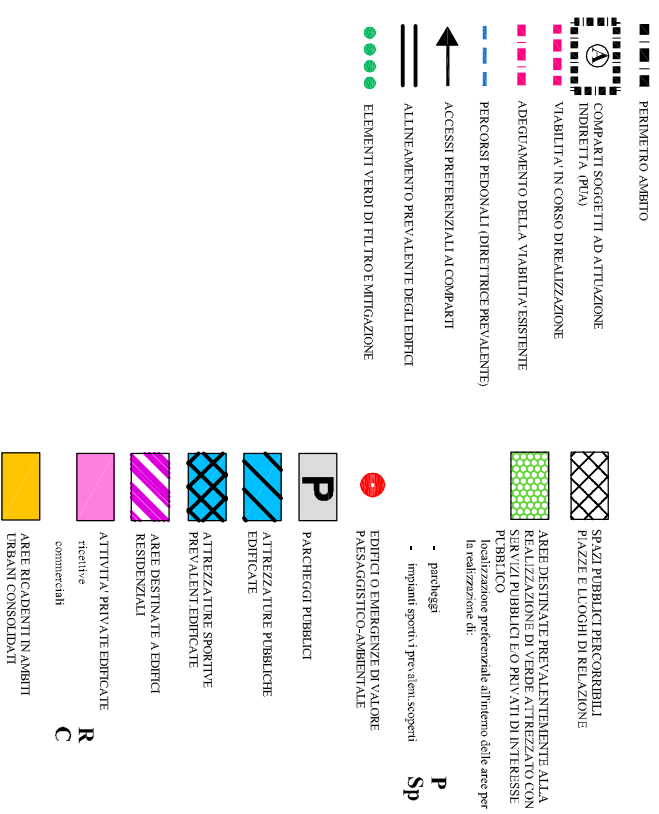 PERIMETRO AMBITO
A
COMPARTI SOGGETTI AD ATTUAZIONE
INDIRETTA (PUA)
VIABILITA' IN CORSO DI REALIZZAZIONE
ADEGUAMENTO DELLA VIABILITA' ESISTENTE
PERCORSI PEDONALI (DIRETTRICE PREVALENTE)
ACCESSI PREFERENZIALI AI COMPARTI
ALLINEAMENTO PREVALENTE DEGLI EDIFICI
ELEMENTI VERDI DI FILTRO E MITIGAZIONE
SPAZI PUBBLICI PERCORRIBILI
PIAZZE E LUOGHI DI RELAZIONE
AREE DESTINATE PREVALENTEMENTE ALLA
REALIZZAZIONE DI VERDE ATTREZZATO CON
SERVIZI PUBBLICI E/O PRIVATI DI INTERESSE
PUBBLICO
localizzazione preferenziale all'interno delle aree per
la realizzazione di:
- parcheggi P
- impianti sportivi prevalent.scoperti Sp
EDIFICI O EMERGENZE DI VALORE
PAESAGGISTICO-AMBIENTALE
P
PARCHEGGI PUBBLICI
ATTREZZATURE PUBBLICHE
EDIFICATE
ATTREZZATURE SPORTIVE
PREVALENT.EDIFICATE
AREE DESTINATE A EDIFICI
RESIDENZIALI
ATTIVITA' PRIVATE EDIFICATE
ricettive R
commerciali C
AREE RICADENTI IN AMBITI
URBANI CONSOLIDATI